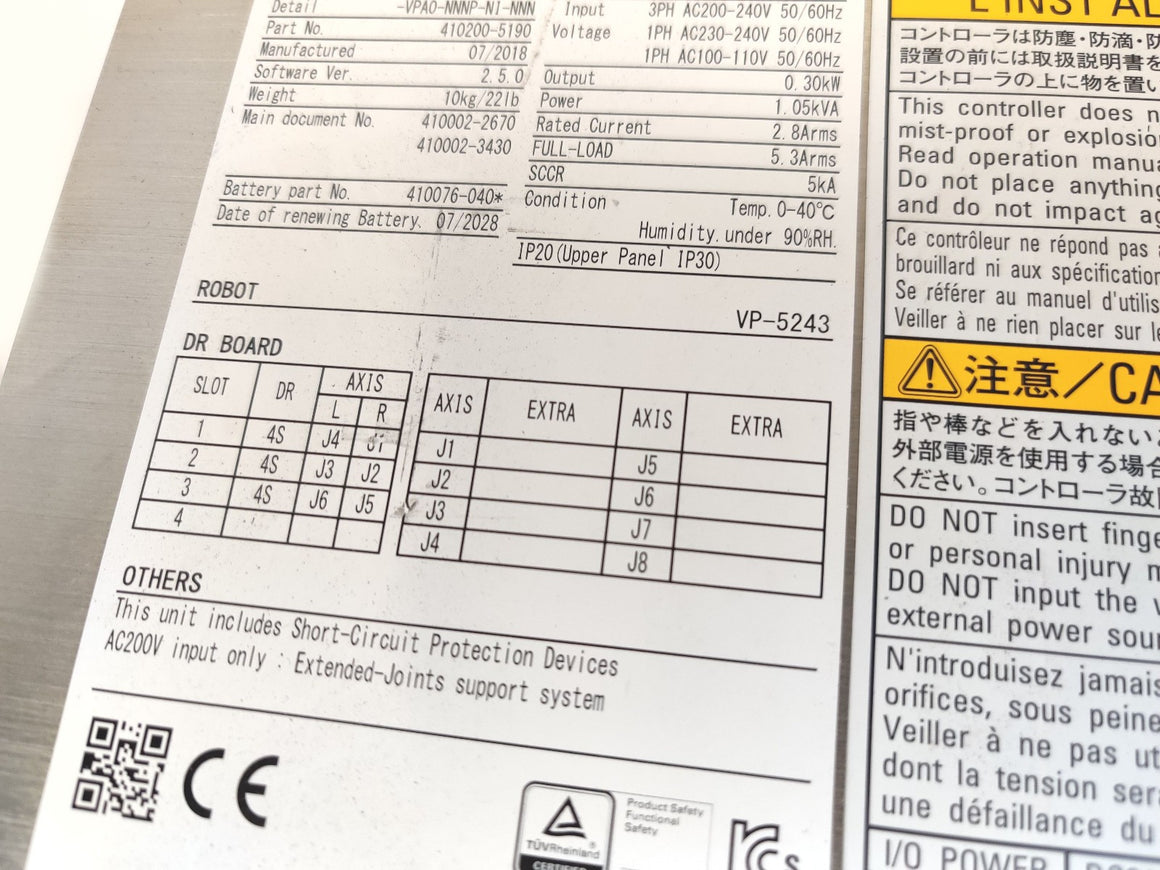 Detail -VPA0-NNNP-NI-NNN
Part No. 410200-5190
Manufactured 07/2018
Software Ver. 2.5.0
Weight 10kg/22lb
Main document No. 410002-2670
410002-3430
Battery part No. 410076-040*
Date of renewing Battery. 07/2028
Input 3PH AC200-240V 50/60Hz
Voltage 1PH AC230-240V 50/60Hz
1PH AC100-110V 50/60Hz
Output 0.30kW
Power 1.05kVA
Rated Current 2.8Arms
FULL-LOAD 5.3Arms
SCCR 5kA
Condition Temp. 0-40℃
Humidity. under 90%RH.
IP20(Upper Panel IP30)
ROBOT VP-5243
DR BOARD
SLOT DR AXIS
L R
1 4S J4 J1
2 4S J3 J2
3 4S J6 J5
4
AXIS EXTRA AXIS EXTRA
J1 J5
J2 J6
J3 J7
J4 J8
OTHERS
This unit includes Short-Circuit Protection Devices
AC200V input only : Extended-Joints support system
CE
TÜVRheinland
CERTIFIED
Product Safety
Functional
Safety
コントローラは防塵・防滴・防
設置の前には取扱説明書を
コントローラの上に物を置い
This controller does n
mist-proof or explosio
Read operation manua
Do not place anything
and do not impact ag
Ce contrôleur ne répond pas a
brouillard ni aux spécification
Se référer au manuel d'utilis
Veiller à ne rien placer sur le
注意/CA
指や棒などを入れない
外部電源を使用する場合
ください。コントローラ故
DO NOT insert finge
or personal injury m
DO NOT input the v
external power sour
N'introduisez jamais
orifices, sous peine
Veiller à ne pas ut
dont la tension sera
une défaillance du
I/O POWER